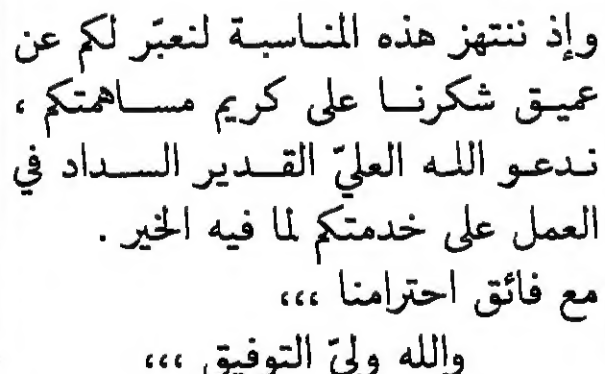 وإذ ننتهز هذه المناسبة لنعبّر لكم عن
عميق شكرنا على كريم مساهمتكم ،
ندعو الله العليّ القدير السداد في
العمل على خدمتكم لما فيه الخير .
مع فائق احترامنا ،،،
والله وليّ التوفيق ،،،